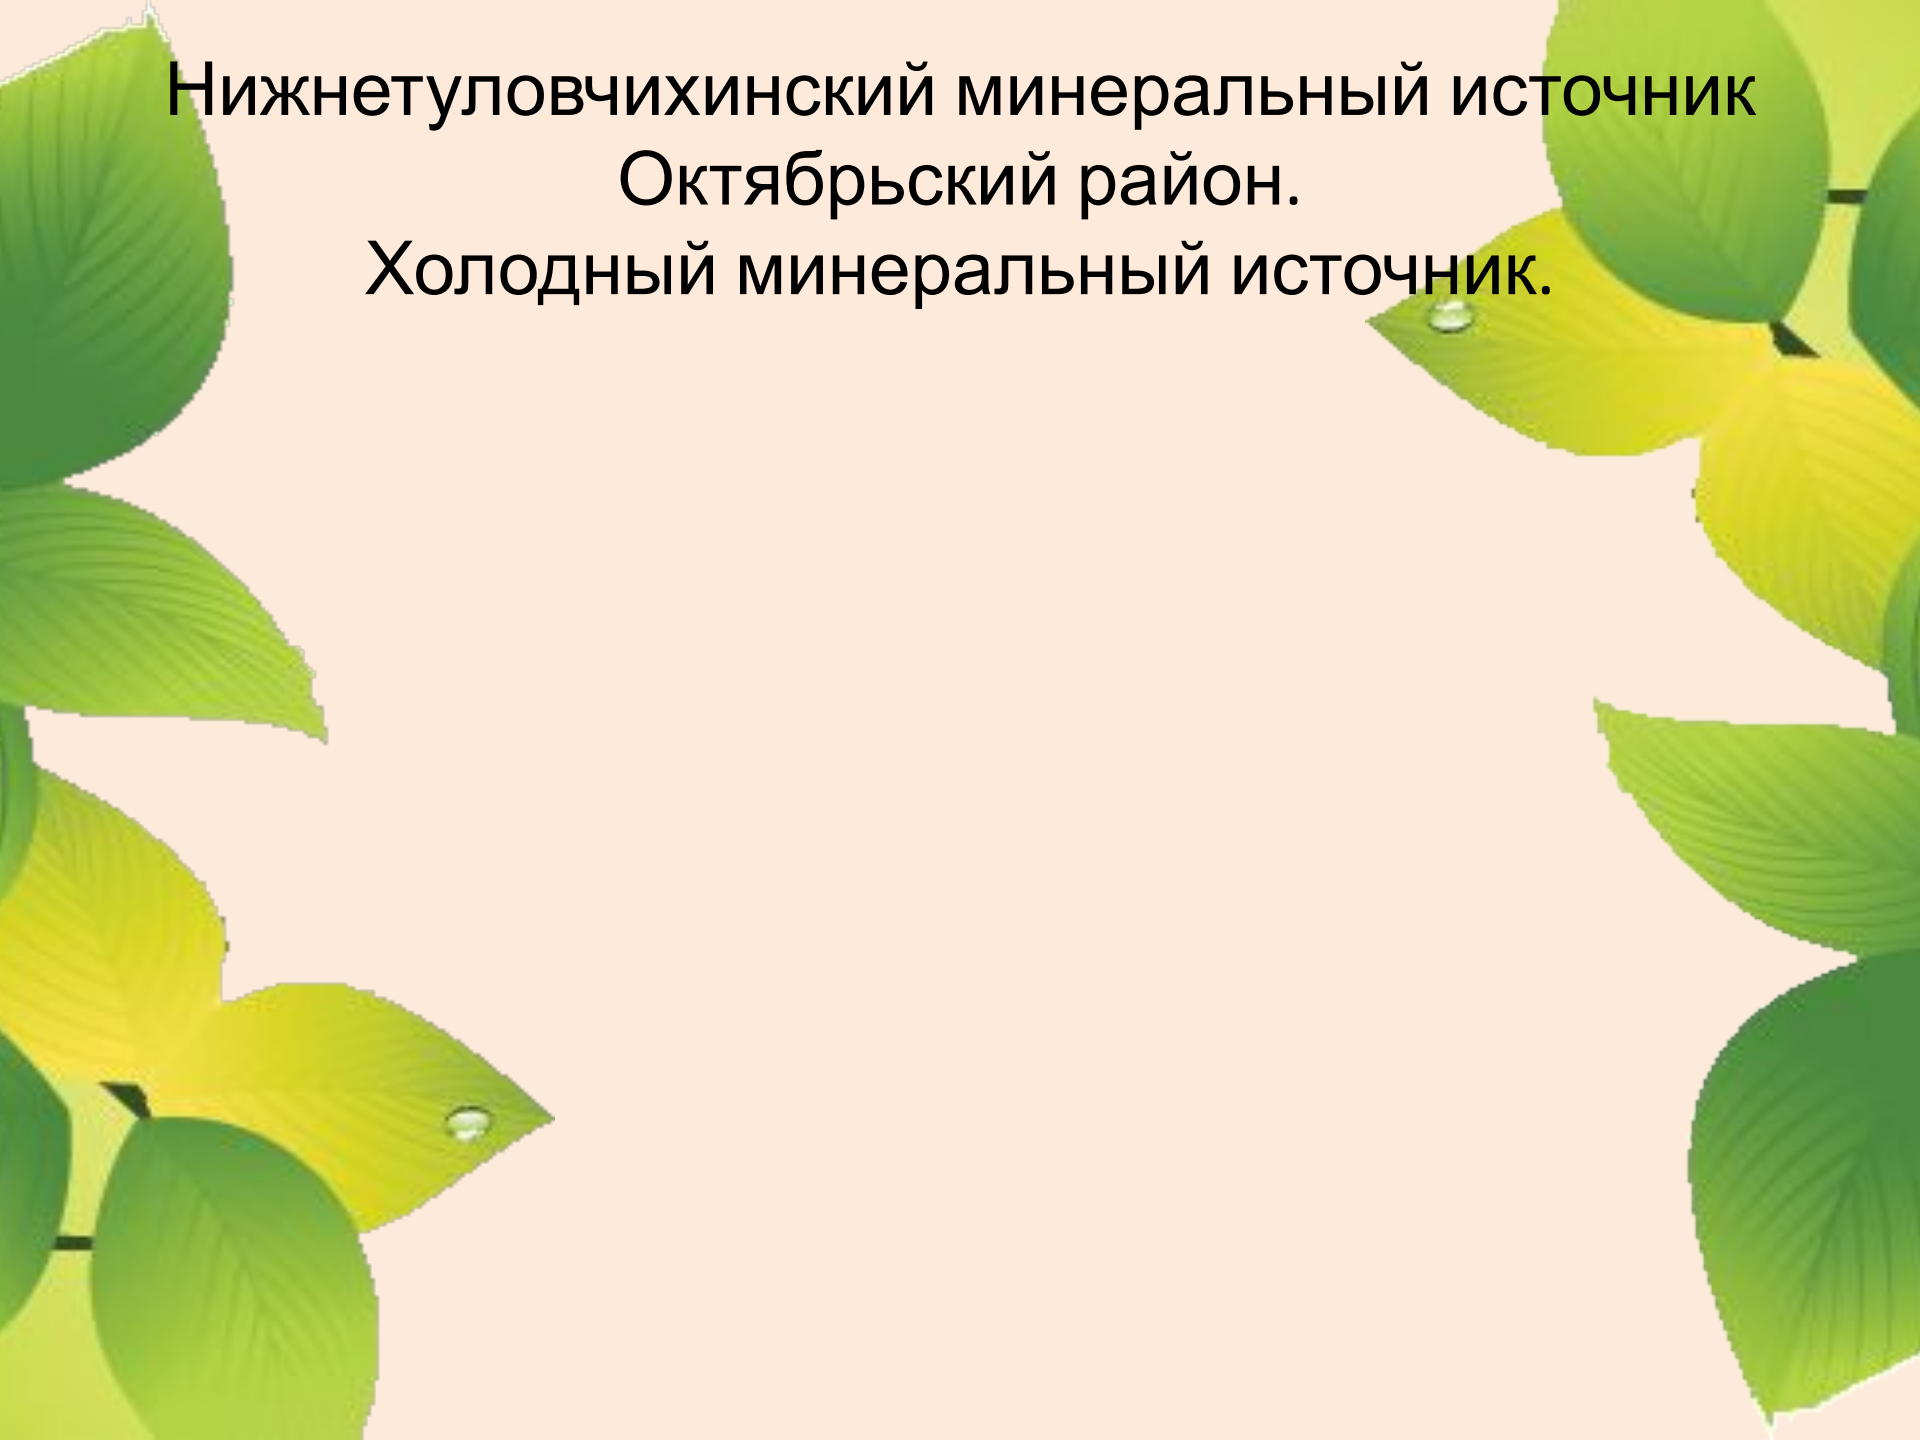 Нижнетуловчихинский минеральный источник
Октябрьский район.
Холодный минеральный источник.